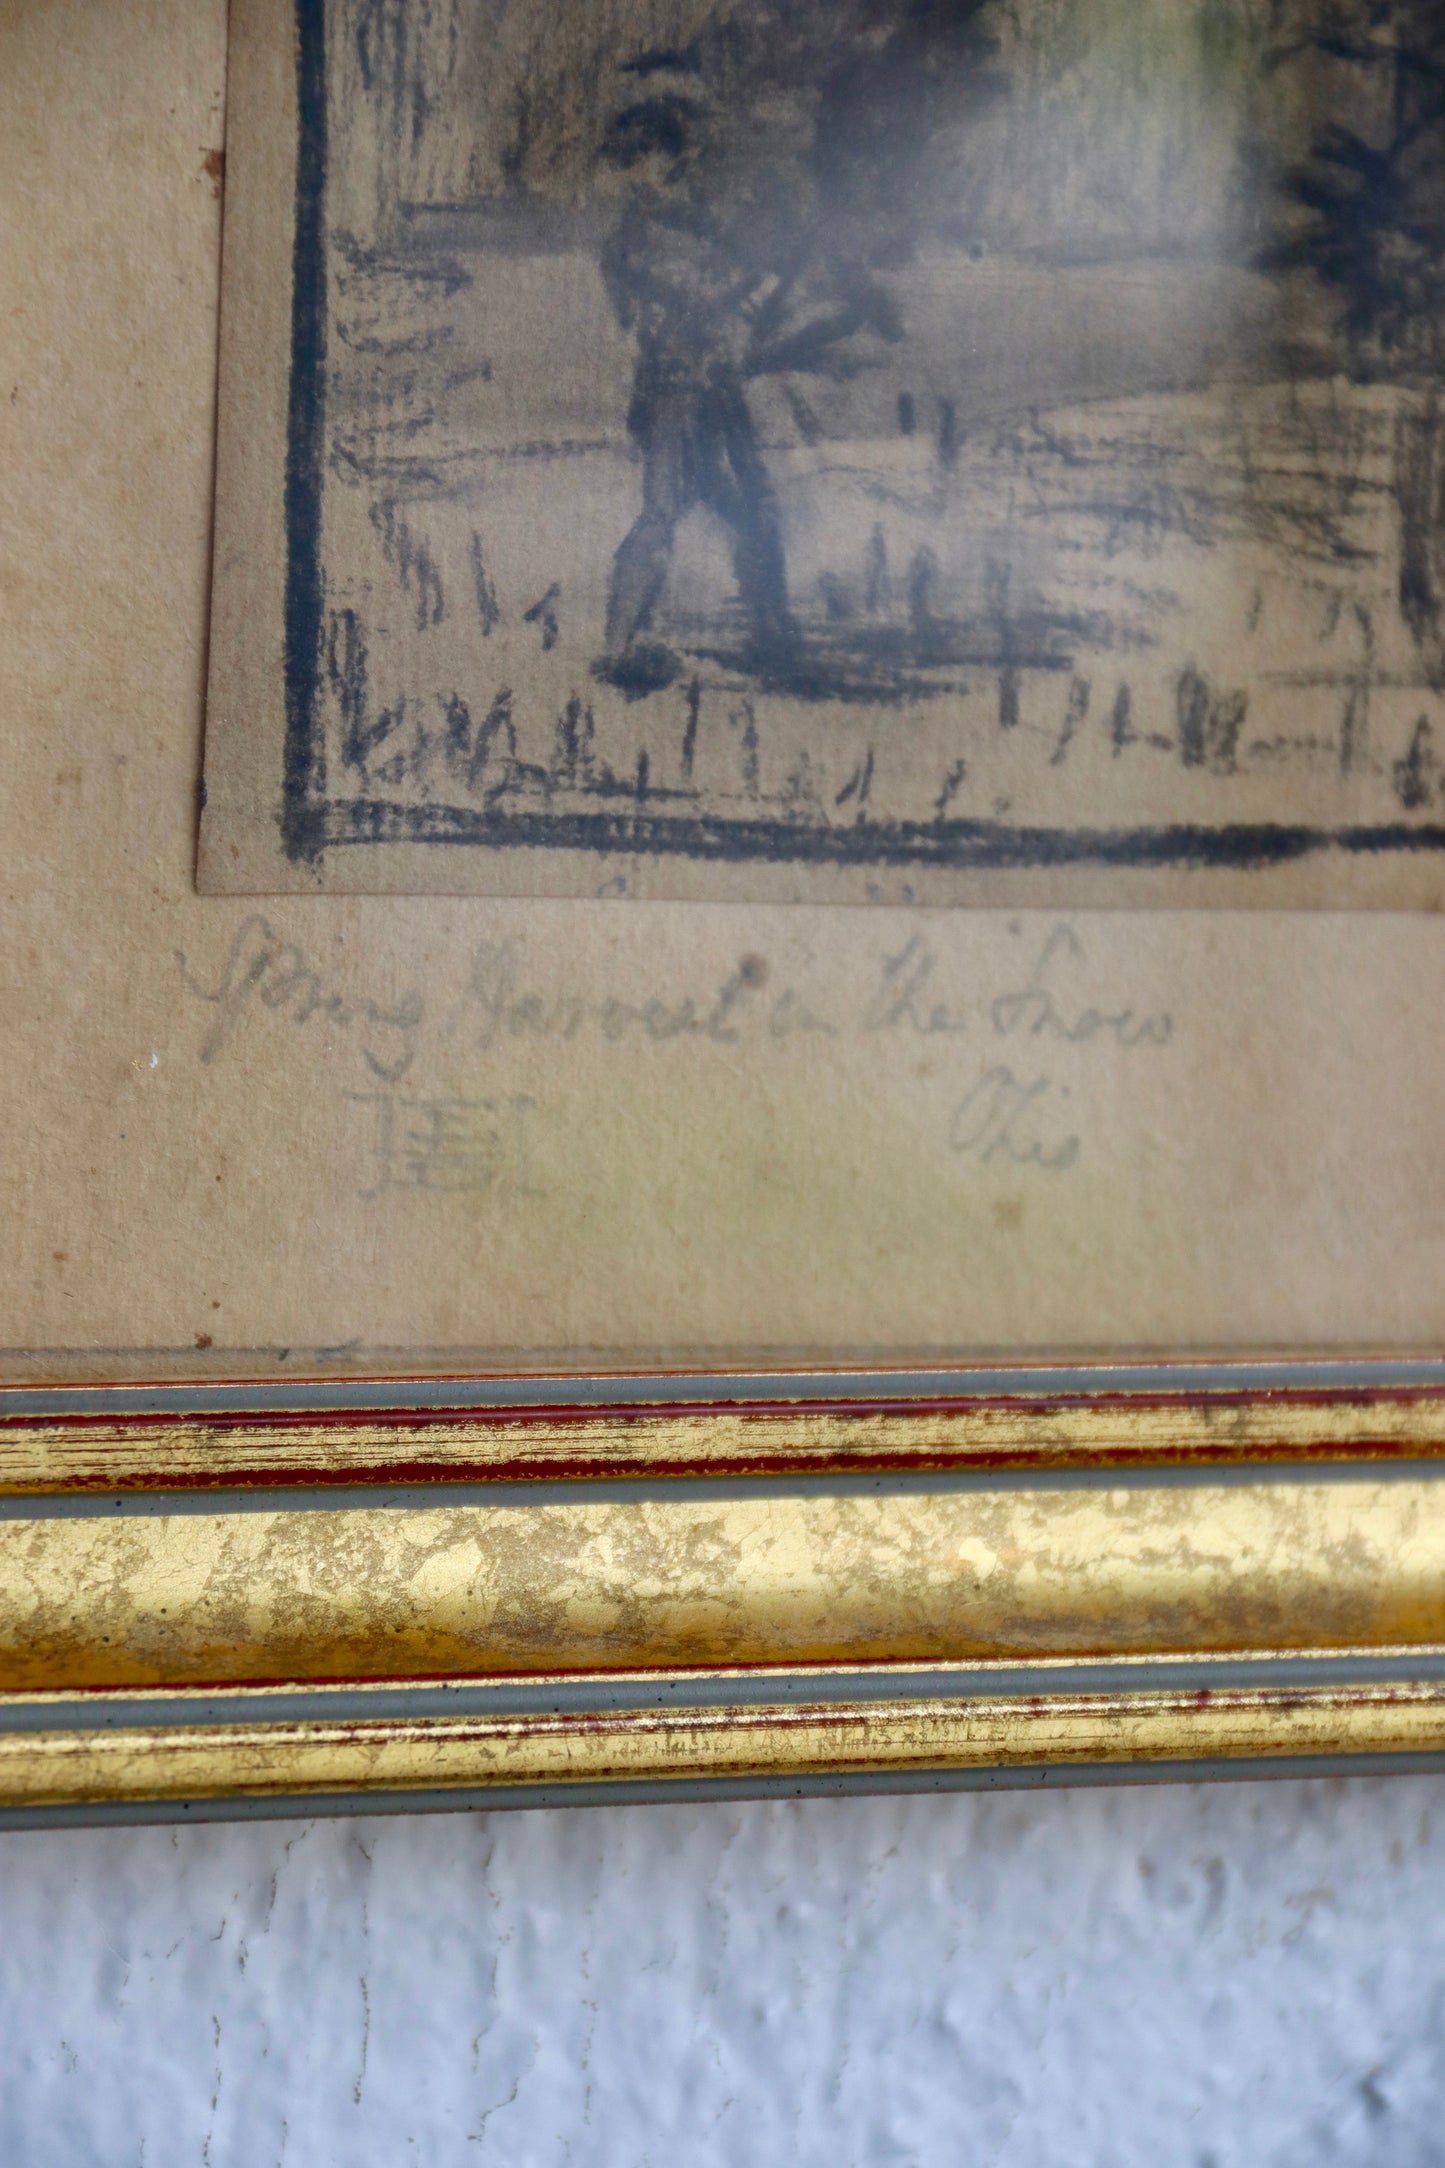 Spring Harvest in the Snow
Ohio